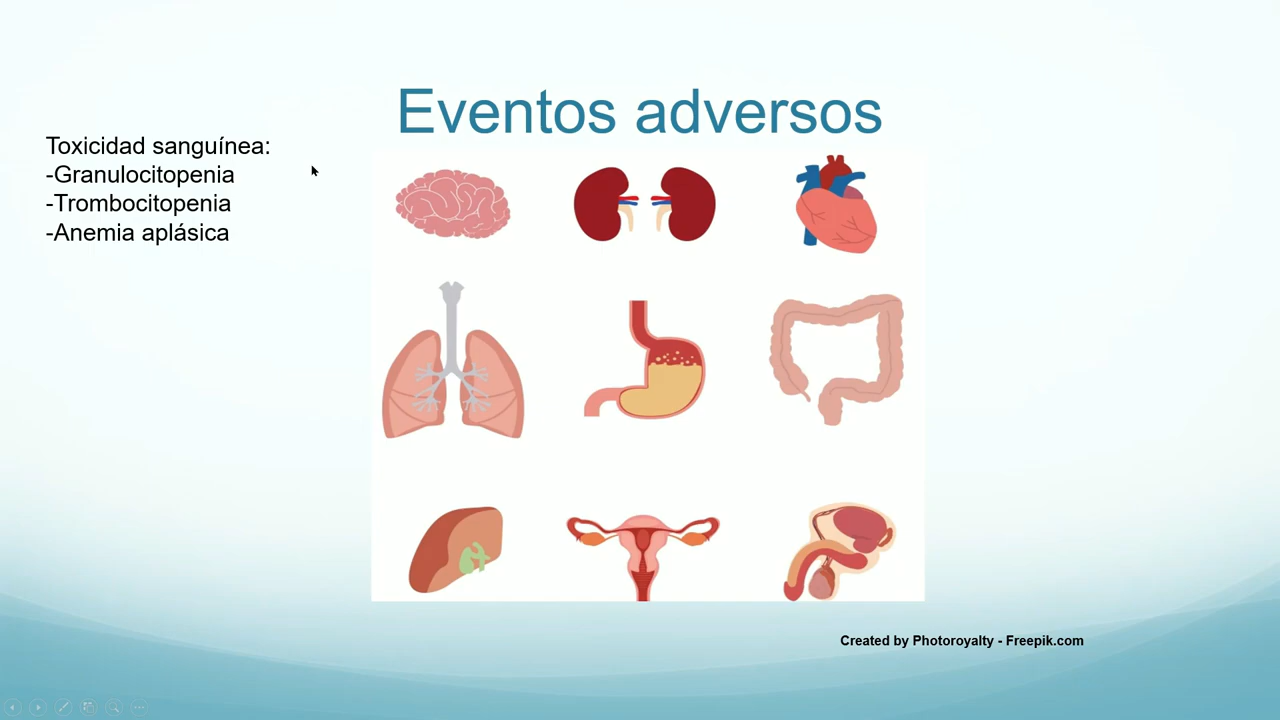 Eventos adversos
Toxicidad sanguínea:
-Granulocitopenia
-Trombocitopenia
-Anemia aplásica
Created by Photoroyalty - Freepik.com